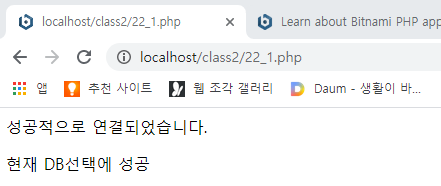 localhost/class2/22_1.php
Learn about Bitnami PHP app
localhost/class2/22_1.php
앱 추천 사이트 웹 조각 갤러리 Daum - 생활이 바...
성공적으로 연결되었습니다.
현재 DB선택에 성공